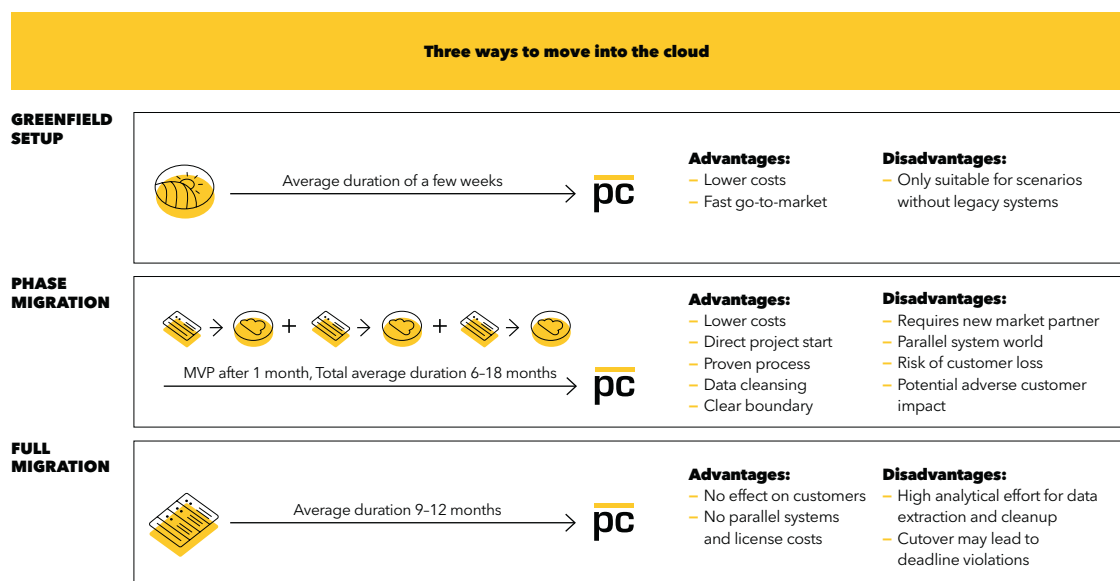 Three ways to move into the cloud
GREENFIELD
SETUP
Average duration of a few weeks
pc
Advantages:
– Lower costs
– Fast go-to-market
Disadvantages:
– Only suitable for scenarios
without legacy systems
PHASE
MIGRATION
+
+
MVP after 1 month, Total average duration 6–18 months
pc
Advantages:
– Lower costs
– Direct project start
– Proven process
– Data cleansing
– Clear boundary
Disadvantages:
– Requires new market partner
– Parallel system world
– Risk of customer loss
– Potential adverse customer
impact
FULL
MIGRATION
Average duration 9–12 months
pc
Advantages:
– No effect on customers
– No parallel systems
and license costs
Disadvantages:
– High analytical effort for data
extraction and cleanup
– Cutover may lead to
deadline violations